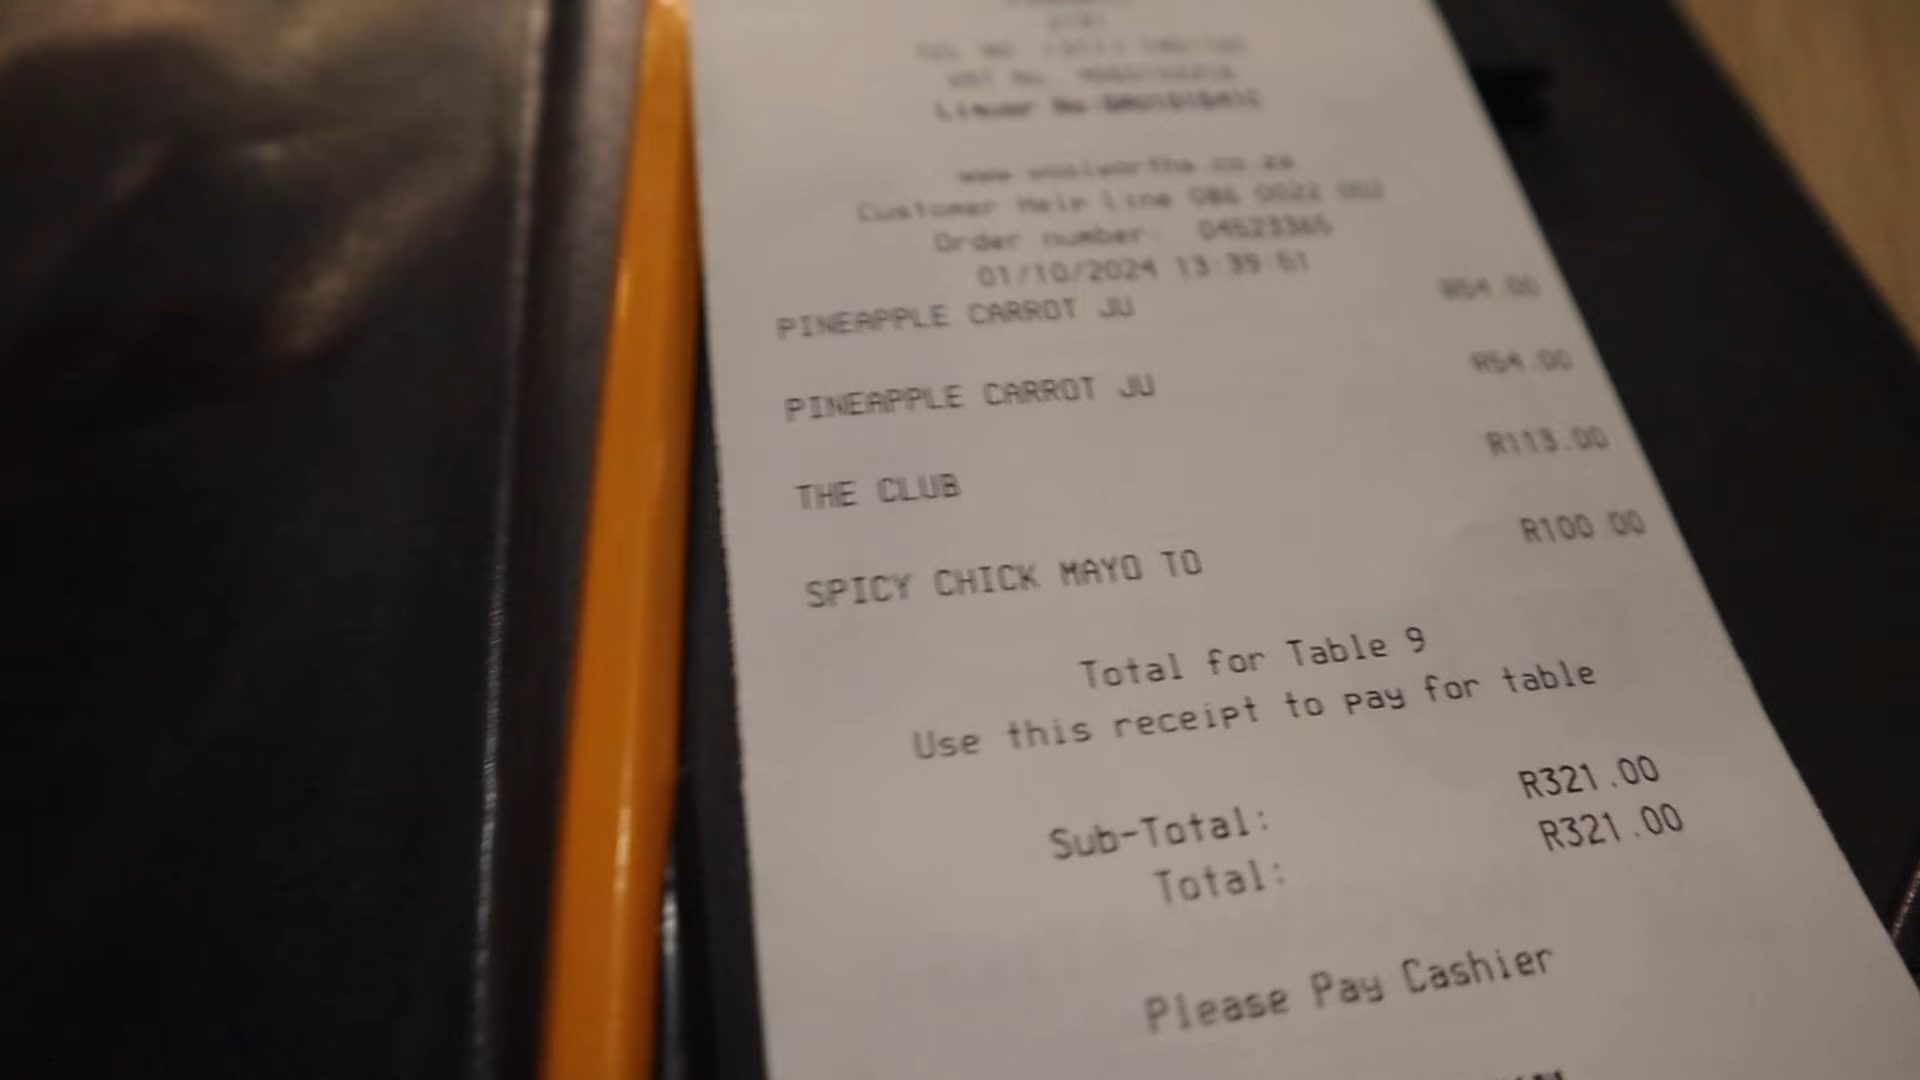 Liquor No
www.woolworths.co.za
Customer Help Line 086 0022 002
Order number: 04523365
01/10/2024 13:39:51
PINEAPPLE CARROT JU R54.00
PINEAPPLE CARROT JU R54.00
THE CLUB R113.00
SPICY CHICK MAYO TO R100.00
Total for Table 9
Use this receipt to pay for table
Sub-Total: R321.00
Total: R321.00
Please Pay Cashier